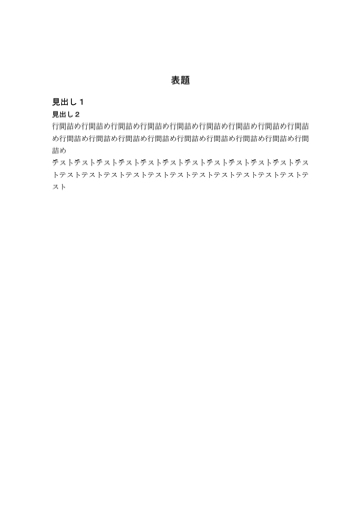 表題
見出し１
見出し２
行間詰め行間詰め行間詰め行間詰め行間詰め行間詰め行間詰め行間詰め行間詰
め行間詰め行間詰め行間詰め行間詰め行間詰め行間詰め行間詰め行間詰め行間
詰め
テストテストテストテストテストテストテストテストテストテストテストテス
トテストテストテストテストテストテストテストテストテストテストテストテ
スト